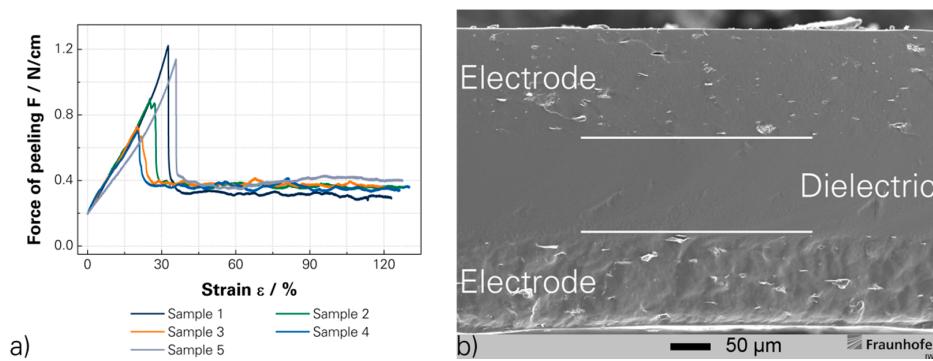 a)
Force of peeling F / N/cm
1.2
0.8
0.4
0.0
0 30 60 90 120
Strain ε / %
Sample 1 Sample 2
Sample 3 Sample 4
Sample 5
b)
Electrode
Dielectric
Electrode
50 µm
Fraunhofer